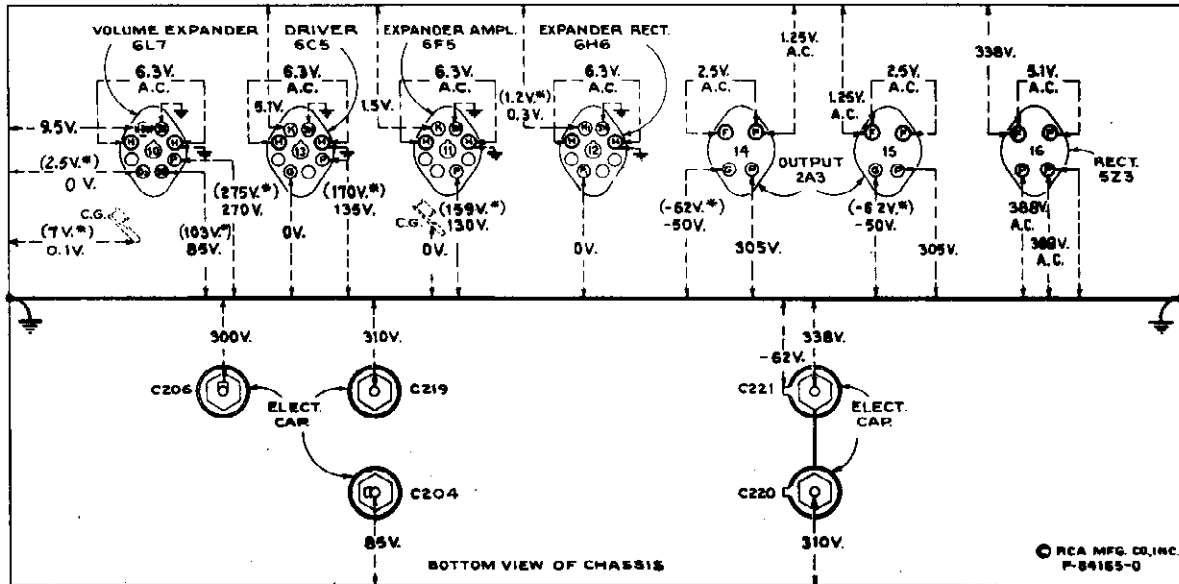 VOLUME EXPANDER
6L7
DRIVER
6C5
EXPANDER AMPL.
6F5
EXPANDER RECT.
6H6
6.3V.
A.C.
6.3V.
A.C.
6.3V.
A.C.
6.3V.
A.C.
2.5V.
A.C.
1.25V.
A.C.
2.5V.
A.C.
338V.
5.1V.
A.C.
9.5V.
5.1V.
1.5V.
(1.2V.*)
0.3V.
1.25V.
A.C.
10
13
11
12
14
15
16
(2.5V.*)
0 V.
OUTPUT
2A3
RECT.
5Z3
(275V.*)
270V.
(170V.*)
135V.
(159V.*)
130V.
(-62V.*)
-50V.
(-62V.*)
-50V.
388V.
A.C.
388V.
A.C.
C.G.
(7V.*)
0.1V.
(103V.*)
85V.
0V.
C.G.
0V.
0V.
305V.
305V.
300V.
310V.
-62V.
338V.
C206
C219
C221
ELECT.
CAP.
ELECT.
CAP.
C204
C220
85V.
310V.
BOTTOM VIEW OF CHASSIS
© RCA MFG. CO., INC.
P-84165-0